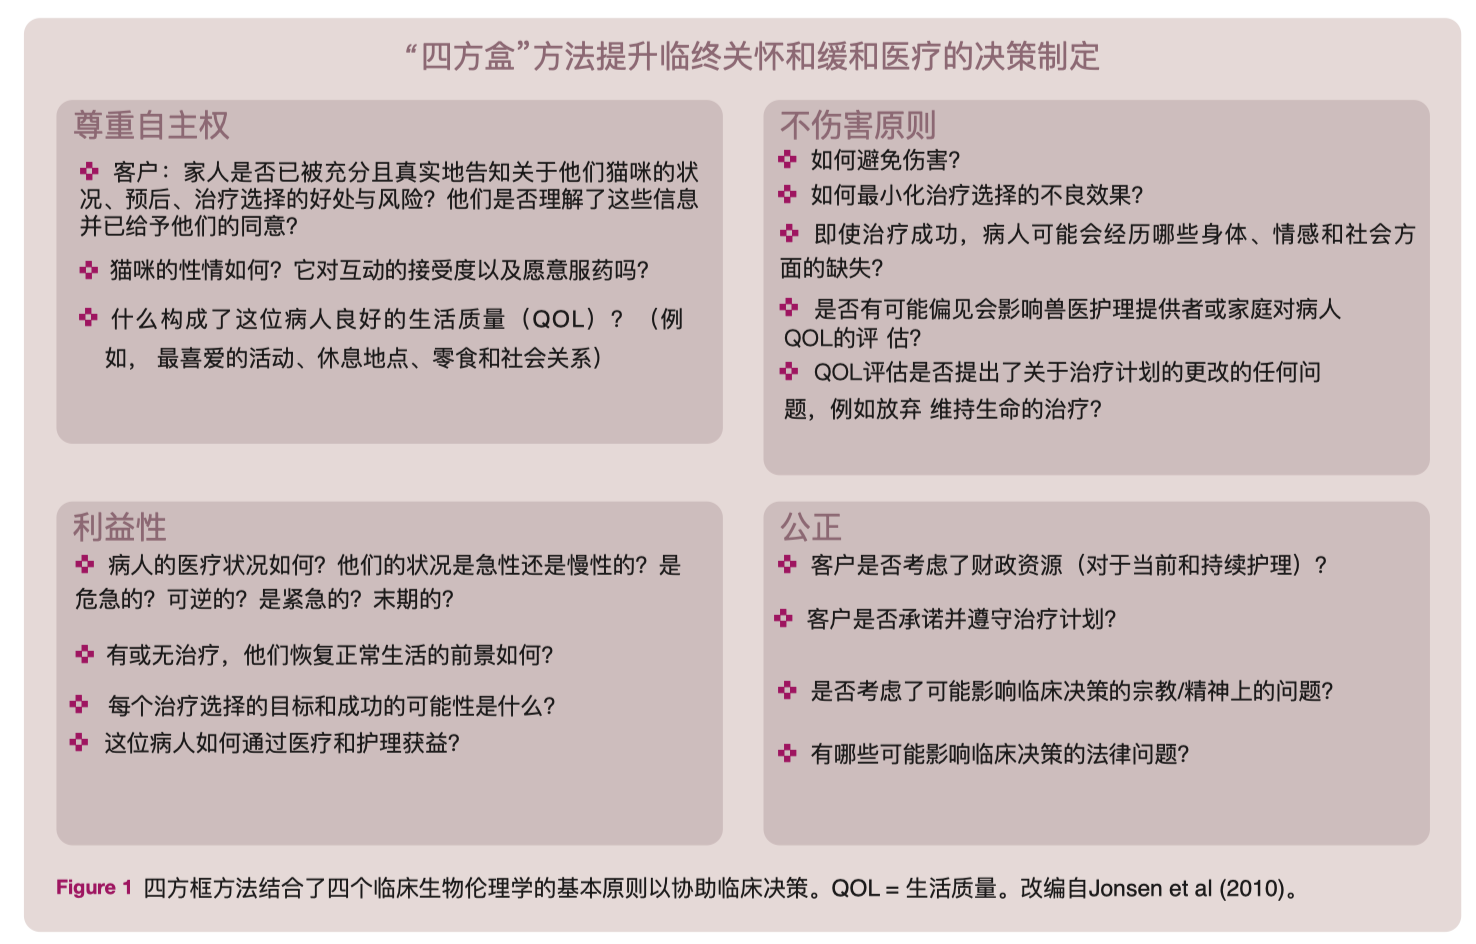 “四方盒”方法提升临终关怀和缓和医疗的决策制定
尊重自主权
客户：家人是否已被充分且真实地告知关于他们猫咪的状
况、预后、治疗选择的好处与风险？他们是否理解了这些信息
并已给予他们的同意？
猫咪的性情如何？它对互动的接受度以及愿意服药吗？
什么构成了这位病人良好的生活质量（QOL）？（例
如， 最喜爱的活动、休息地点、零食和社会关系）
不伤害原则
如何避免伤害？
如何最小化治疗选择的不良效果？
即使治疗成功，病人可能会经历哪些身体、情感和社会方
面的缺失？
是否有可能偏见会影响兽医护理提供者或家庭对病人
QOL的评 估？
QOL评估是否提出了关于治疗计划的更改的任何问
题，例如放弃 维持生命的治疗？
利益性
病人的医疗状况如何？他们的状况是急性还是慢性的？是
危急的？可逆的？是紧急的？末期的？
有或无治疗，他们恢复正常生活的前景如何？
每个治疗选择的目标和成功的可能性是什么？
这位病人如何通过医疗和护理获益？
公正
客户是否考虑了财政资源（对于当前和持续护理）？
客户是否承诺并遵守治疗计划？
是否考虑了可能影响临床决策的宗教/精神上的问题？
有哪些可能影响临床决策的法律问题？
Figure 1 四方框方法结合了四个临床生物伦理学的基本原则以协助临床决策。QOL = 生活质量。改编自Jonsen et al (2010)。